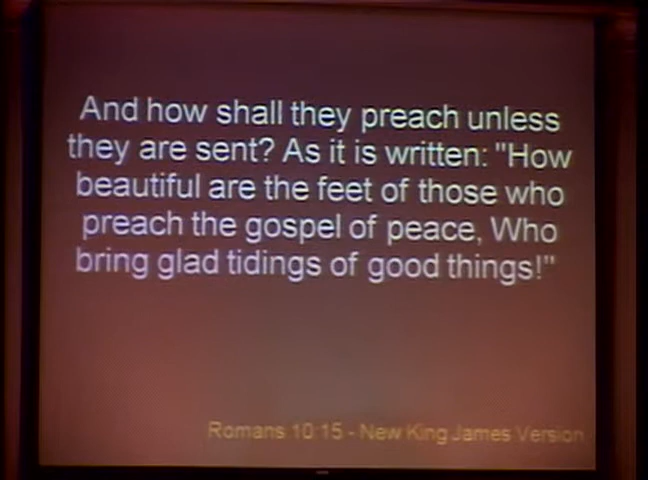 And how shall they preach unless
they are sent? As it is written: "How
beautiful are the feet of those who
preach the gospel of peace, Who
bring glad tidings of good things!"
Romans 10:15 - New King James Version